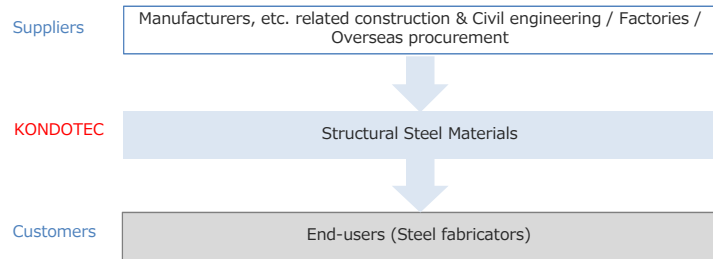 Suppliers
Manufacturers, etc. related construction & Civil engineering / Factories /
Overseas procurement
KONDOTEC
Structural Steel Materials
Customers
End-users (Steel fabricators)